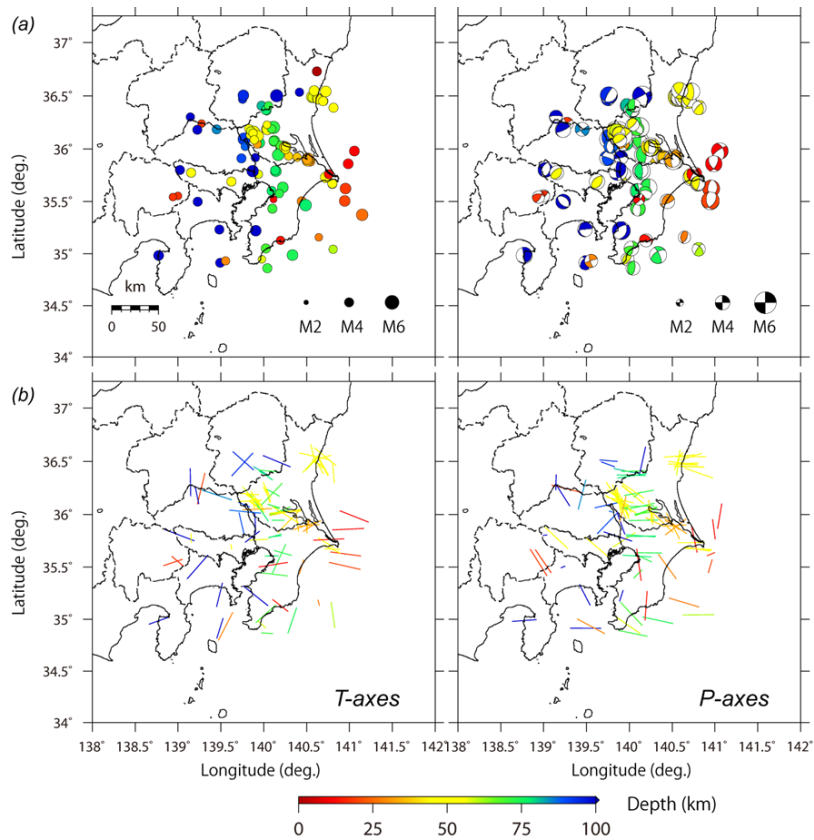 (a)
37˚
36.5˚
36˚
35.5˚
35˚
34.5˚
34˚
Latitude (deg.)
km
0 50
M2 M4 M6
M2 M4 M6
(b)
37˚
36.5˚
36˚
35.5˚
35˚
34.5˚
34˚
Latitude (deg.)
T-axes
P-axes
138˚ 138.5˚ 139˚ 139.5˚ 140˚ 140.5˚ 141˚ 141.5˚ 142˚
138.5˚ 139˚ 139.5˚ 140˚ 140.5˚ 141˚ 141.5˚ 142˚
Longitude (deg.)
Longitude (deg.)
0 25 50 75 100
Depth (km)